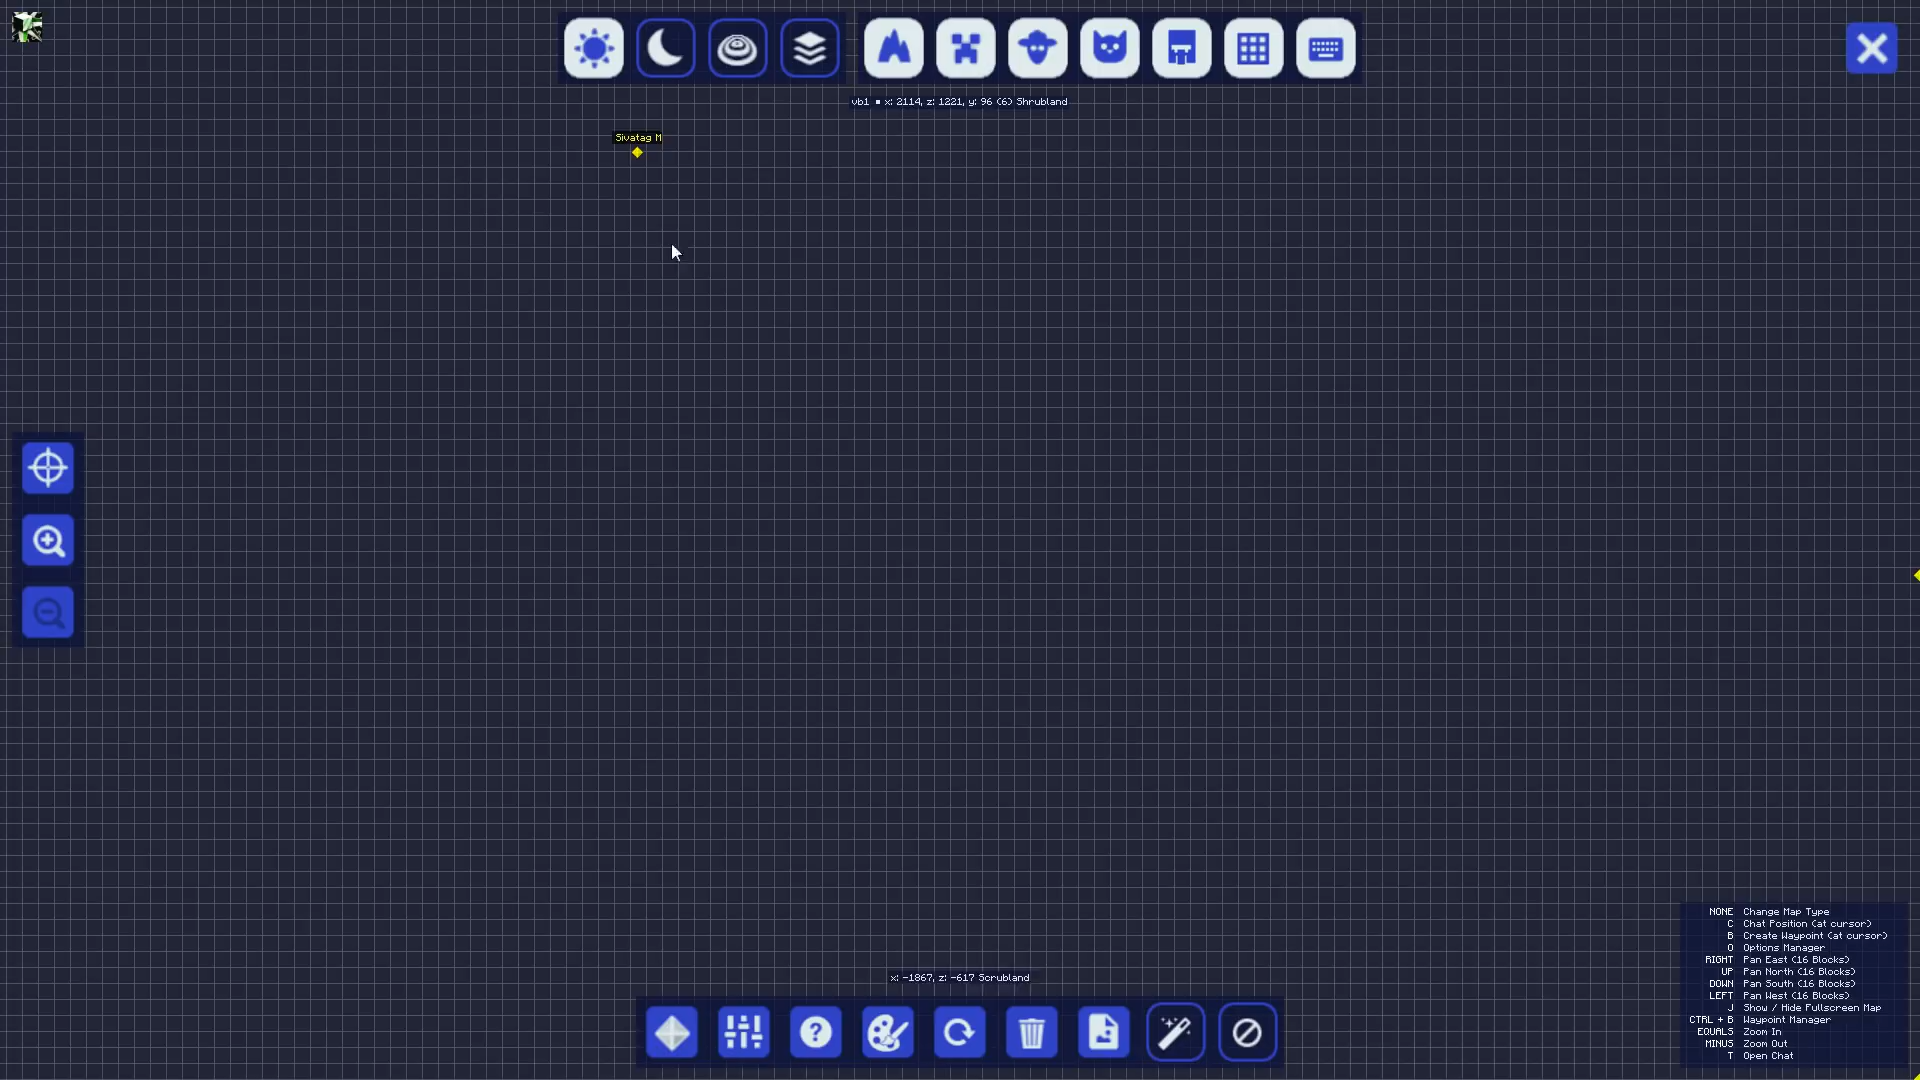 vb1 ▪ x: 2114, z: 1221, y: 96 (6) Shrubland
Sivatag M
x: -1867, z: -617 Scrubland
NONE Change Map Type
C Chat Position (at cursor)
B Create Waypoint (at cursor)
O Options Manager
RIGHT Pan East (16 Blocks)
UP Pan North (16 Blocks)
DOWN Pan South (16 Blocks)
LEFT Pan West (16 Blocks)
J Show / Hide Fullscreen Map
CTRL + B Waypoint Manager
EQUALS Zoom In
MINUS Zoom Out
T Open Chat